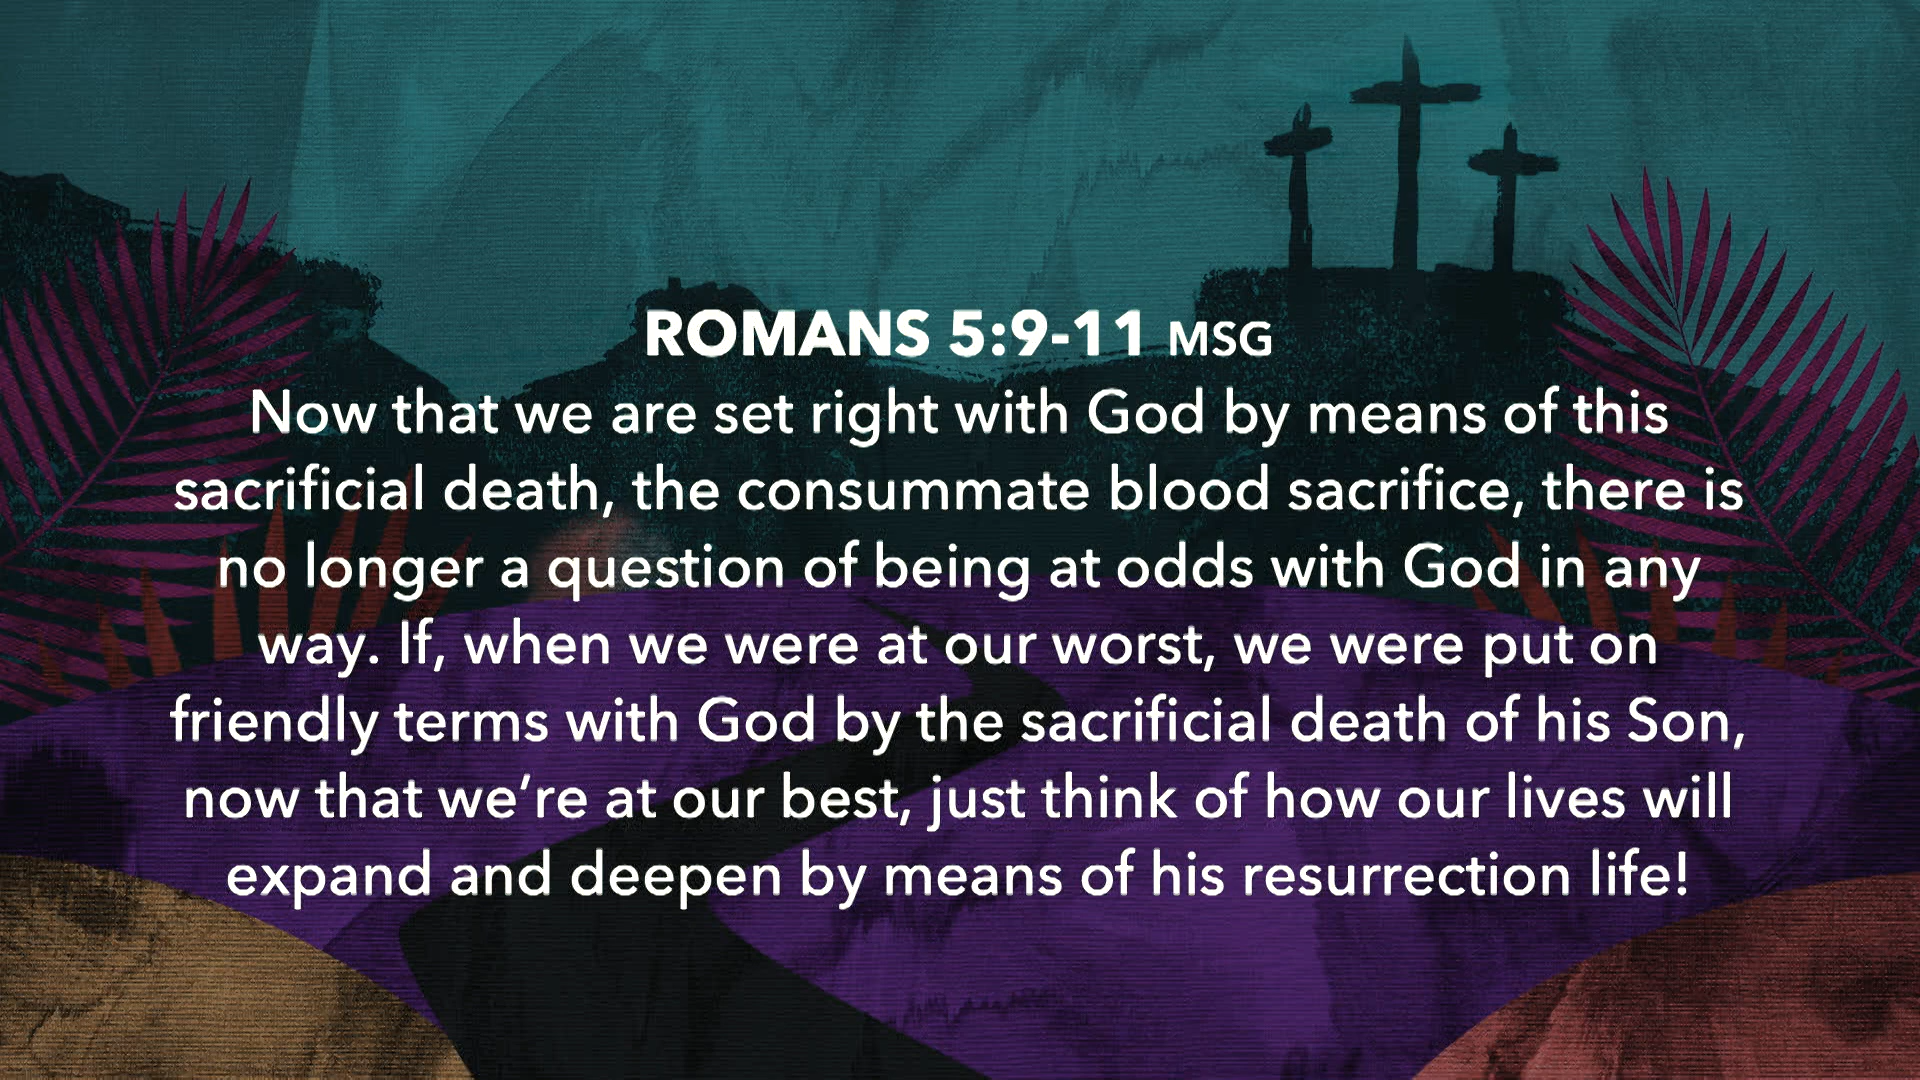 ROMANS 5:9-11 MSG
Now that we are set right with God by means of this
sacrificial death, the consummate blood sacrifice, there is
no longer a question of being at odds with God in any
way. If, when we were at our worst, we were put on
friendly terms with God by the sacrificial death of his Son,
now that we’re at our best, just think of how our lives will
expand and deepen by means of his resurrection life!